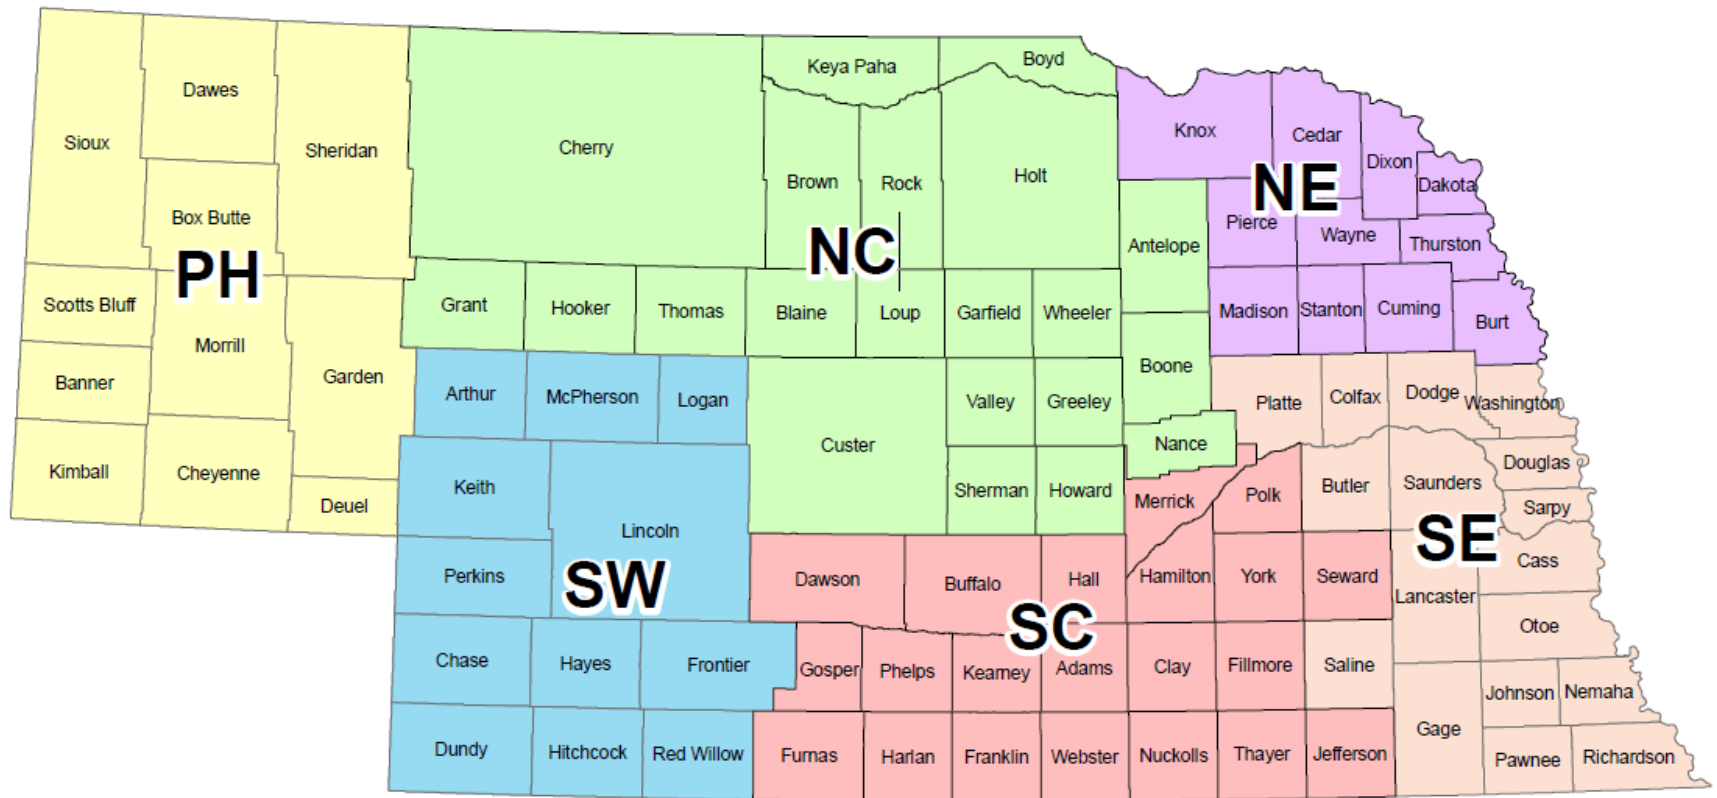 Boyd
Keya Paha
Dawes
Knox
Cedar
Sioux
Sheridan
Cherry
Dixon
Brown
Rock
Holt
NE
Dakota
Box Butte
Pierce
Wayne
Thurston
Antelope
NC
PH
Scotts Bluff
Grant
Hooker
Thomas
Blaine
Loup
Garfield
Wheeler
Madison
Stanton
Cuming
Burt
Morrill
Boone
Banner
Garden
Arthur
McPherson
Logan
Valley
Greeley
Platte
Colfax
Dodge
Washington
Custer
Nance
Kimball
Cheyenne
Keith
Sherman
Howard
Merrick
Polk
Butler
Saunders
Douglas
Deuel
Sarpy
Lincoln
SE
Perkins
SW
Dawson
Buffalo
Hall
Hamilton
York
Seward
Cass
Lancaster
SC
Otoe
Chase
Hayes
Frontier
Gosper
Phelps
Kearney
Adams
Clay
Fillmore
Saline
Johnson
Nemaha
Gage
Dundy
Hitchcock
Red Willow
Furnas
Harlan
Franklin
Webster
Nuckolls
Thayer
Jefferson
Pawnee
Richardson